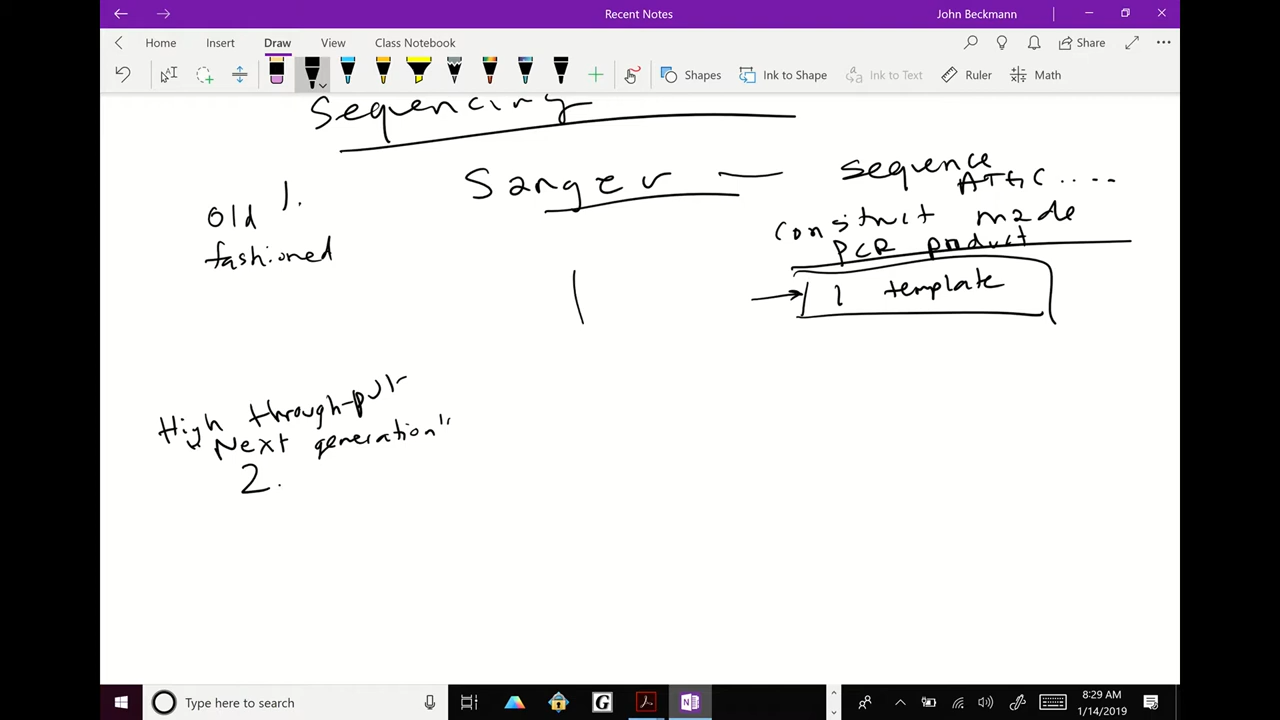 Recent Notes
John Beckmann
Home Insert Draw View Class Notebook
Share
Shapes
Ink to Shape
Ink to Text
Ruler
Math
Sequencing
1.
Old
fashioned
Sanger — sequence
ATGC ....
construct made
PCR product
1 template
High through-put
"Next generation"
2.
Type here to search
8:29 AM
1/14/2019